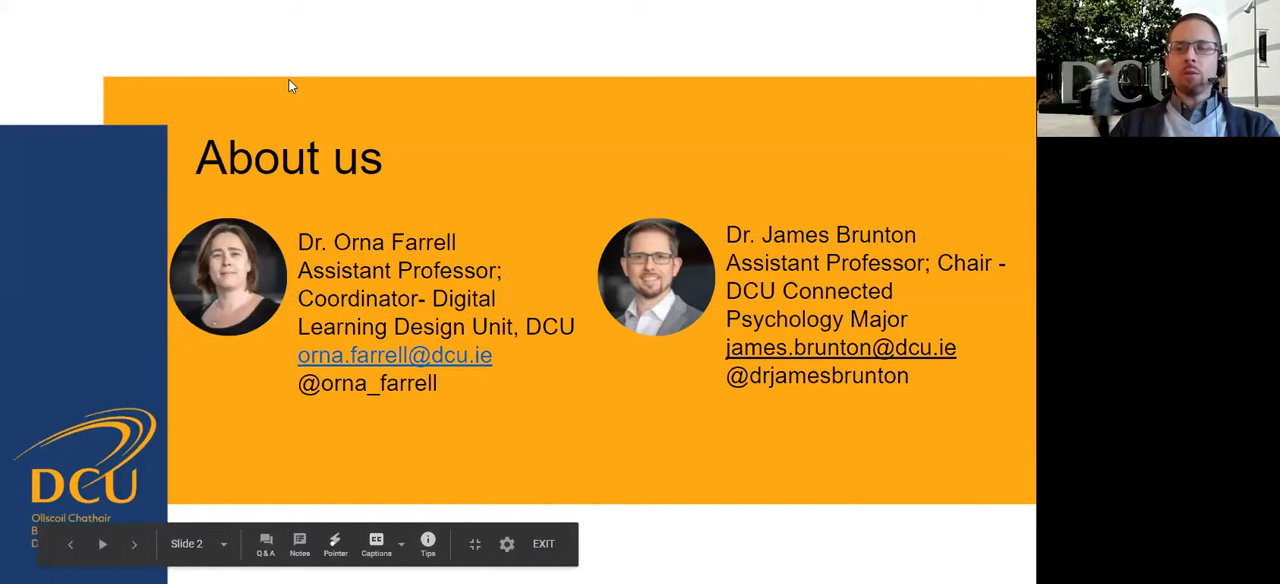 About us
Dr. Orna Farrell
Assistant Professor;
Coordinator- Digital
Learning Design Unit, DCU
orna.farrell@dcu.ie
@orna_farrell
Dr. James Brunton
Assistant Professor; Chair -
DCU Connected
Psychology Major
james.brunton@dcu.ie
@drjamesbrunton
DCU
Ollscoil Chathair
B
D
Slide 2
Q & A
Notes
Pointer
Captions
Tips
EXIT
DCU